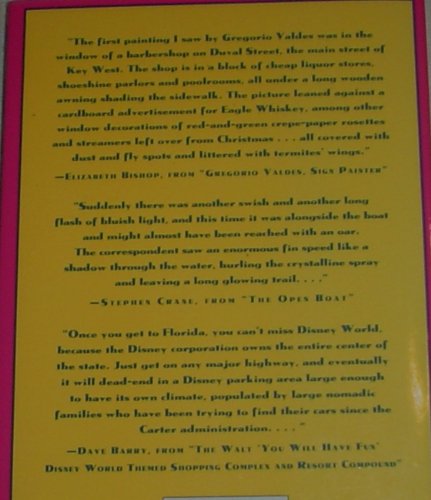 "The first painting I saw by Gregorio Valdes was in the
window of a barbershop on Duval Street, the main street of
Key West. The shop is in a block of cheap liquor stores,
shoeshine parlors and poolrooms, all under a long wooden
awning shading the sidewalk. The picture leaned against a
cardboard advertisement for Eagle Whiskey, among other
window decorations of red-and-green crepe-paper rosettes
and streamers left over from Christmas . . . all covered with
dust and fly spots and littered with termites' wings."
—Elizabeth Bishop, from "Gregorio Valdes, Sign Painter"
"Suddenly there was another swish and another long
flash of bluish light, and this time it was alongside the boat
and might almost have been reached with an oar.
The correspondent saw an enormous fin speed like a
shadow through the water, hurling the crystalline spray
and leaving a long glowing trail. . . ."
—Stephen Crane, from "The Open Boat"
"Once you get to Florida, you can't miss Disney World,
because the Disney corporation owns the entire center of
the state. Just get on any major highway, and eventually
it will dead-end in a Disney parking area large enough
to have its own climate, populated by large nomadic
families who have been trying to find their cars since the
Carter administration. . . ."
—Dave Barry, from "The Walt 'You Will Have Fun'
Disney World Themed Shopping Complex and Resort Compound"